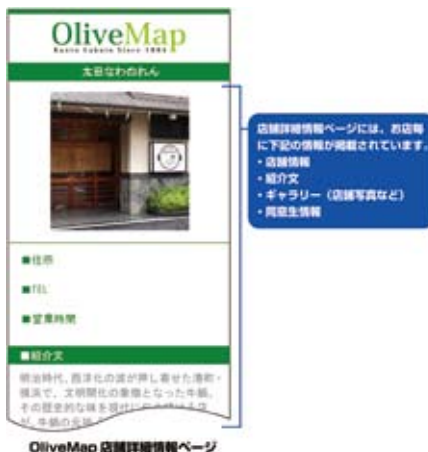 OliveMap
太田なわのれん
店舗詳細情報ページには、お店毎
に下記の情報が掲載されています。
・店舗情報
・紹介文
・ギャラリー（店舗写真など）
・同窓生情報
■住所
■TEL
■営業時間
■紹介文
明治時代、西洋化の波が押し寄せた港町・
横浜で、文明開化の象徴となった牛鍋。
その歴史的な味を現代に
OliveMap 店舗詳細情報ページ